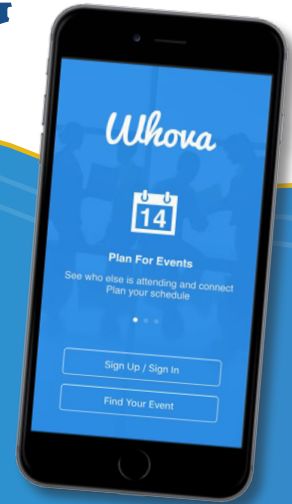 Whova
14
Plan For Events
See who else is attending and connect
Plan your schedule
Sign Up / Sign In
Find Your Event